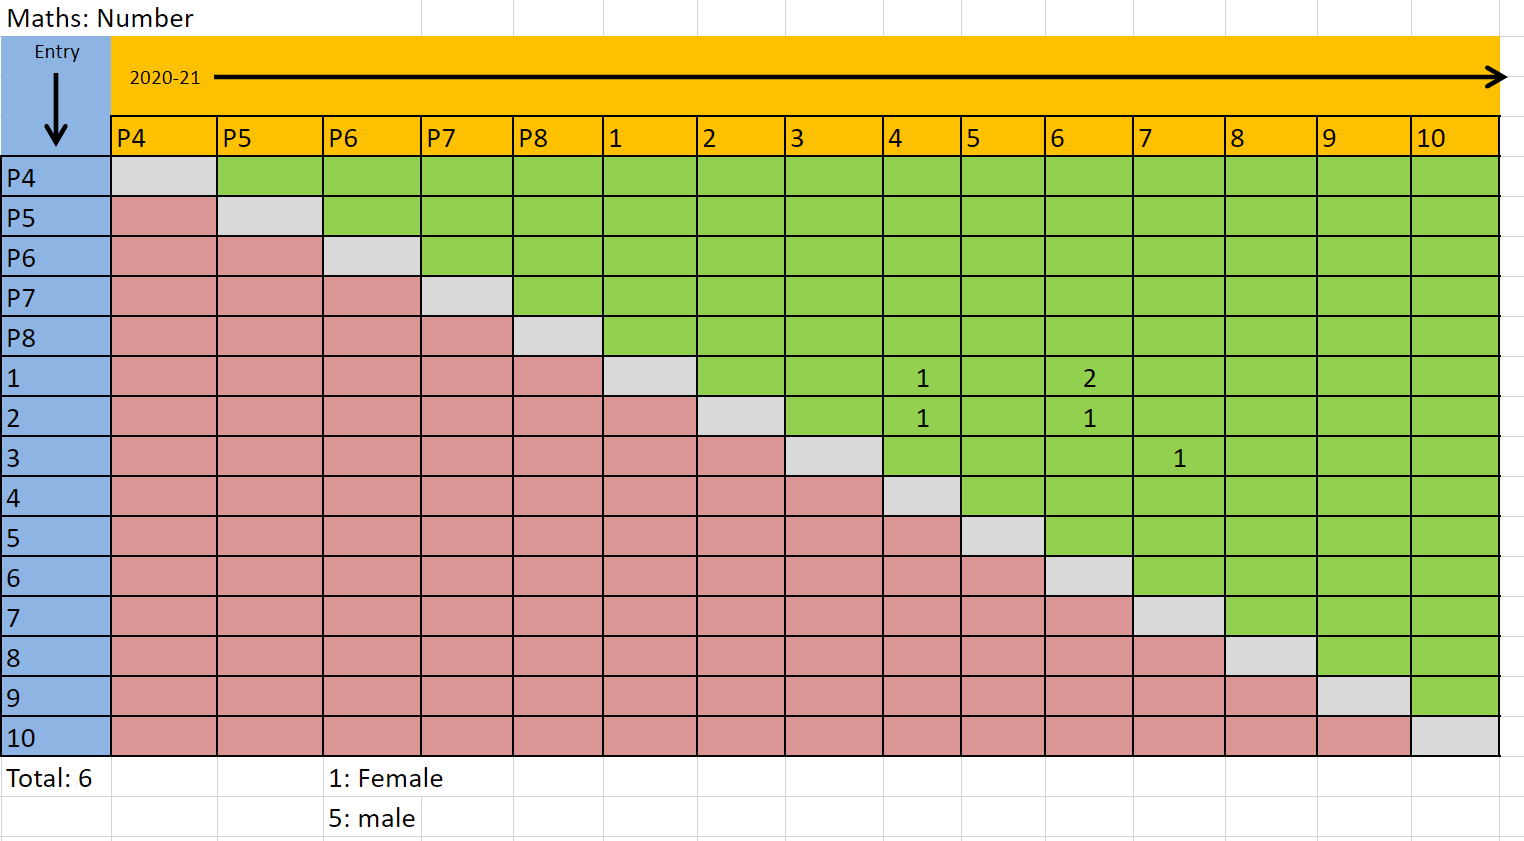 Maths: Number
Entry
2020-21
P4 P5 P6 P7 P8 1 2 3 4 5 6 7 8 9 10
P4
P5
P6
P7
P8
1 1 2
2 1 1
3 1
4
5
6
7
8
9
10
Total: 6 1: Female
5: male